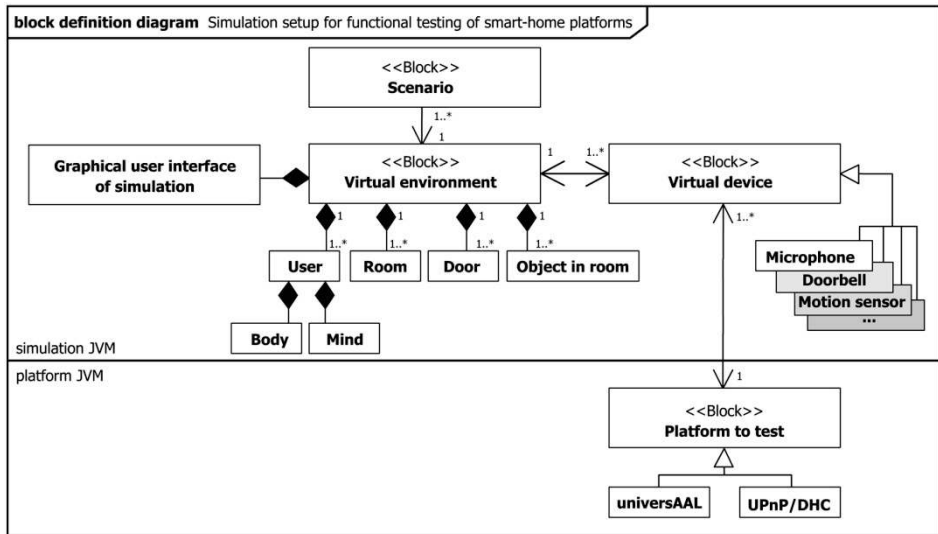 block definition diagram Simulation setup for functional testing of smart-home platforms
<<Block>>
Scenario
1..*
1
Graphical user interface
of simulation
<<Block>>
Virtual environment
1
1..*
<<Block>>
Virtual device
1
1
1
1
1..*
1..*
1..*
1..*
1..*
User
Room
Door
Object in room
Microphone
Doorbell
Motion sensor
...
Body
Mind
simulation JVM
platform JVM
1
<<Block>>
Platform to test
universAAL
UPnP/DHC